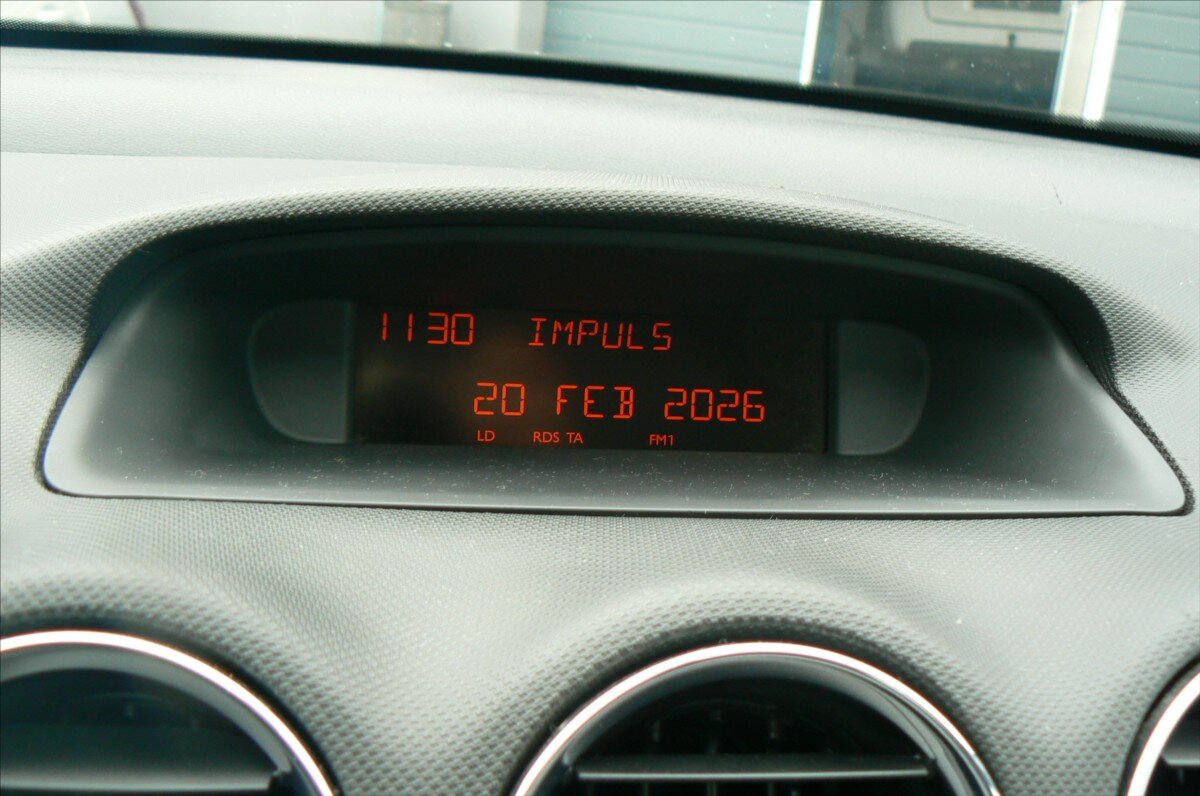 1130 IMPULS
20 FEB 2026
LD RDS TA FM1